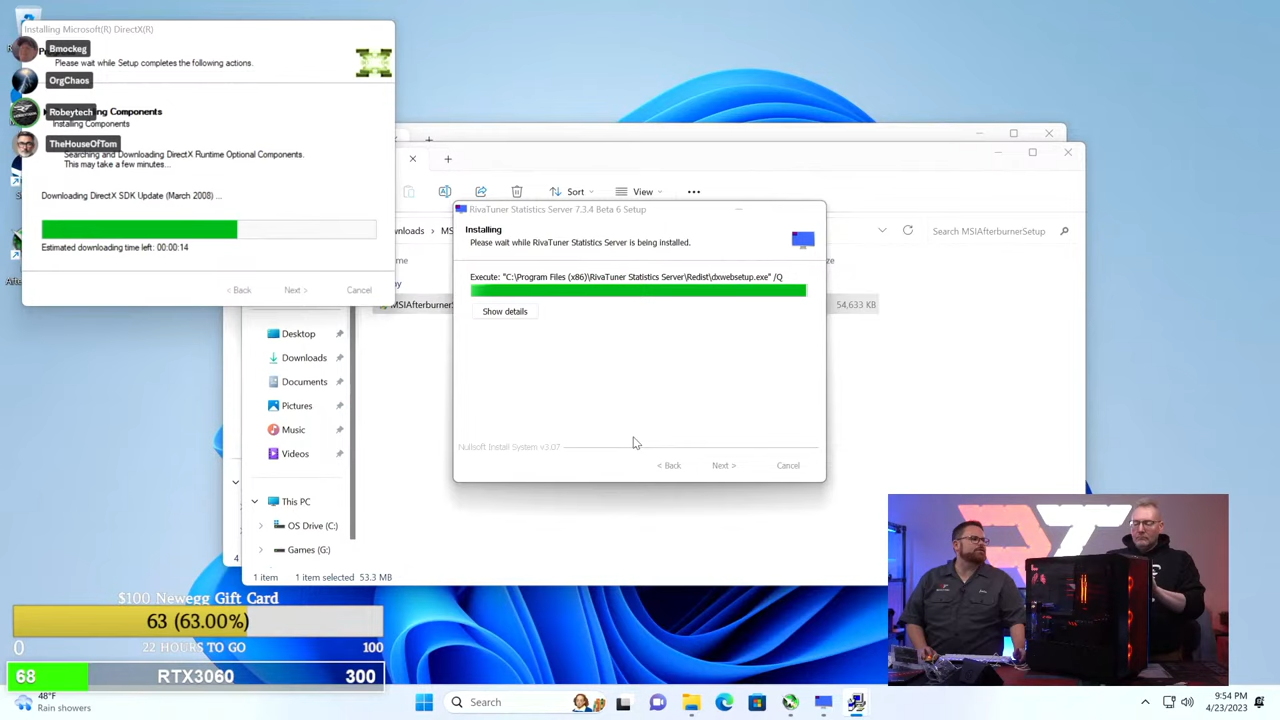 Installing Microsoft(R) DirectX(R)
Bmockeg
Please wait while Setup completes the following actions.
OrgChaos
Robeytech
ng Components
Installing Components
TheHouseOfTom
Searching and Downloading DirectX Runtime Optional Components.
This may take a few minutes...
Downloading DirectX SDK Update (March 2008) ...
Estimated downloading time left: 00:00:14
< Back
Next >
Cancel
Sort
View
RivaTuner Statistics Server 7.3.4 Beta 6 Setup
Installing
Please wait while RivaTuner Statistics Server is being installed.
Execute: "C:\Program Files (x86)\RivaTuner Statistics Server\Redist\dxwebsetup.exe" /Q
Show details
Nullsoft Install System v3.07
< Back
Next >
Cancel
MSIAfterburnerSetup
54,633 KB
MSIAfterburnerS
Desktop
Downloads
Documents
Pictures
Music
Videos
This PC
OS Drive (C:)
Games (G:)
1 item
1 item selected
53.3 MB
$100 Newegg Gift Card
63 (63.00%)
0
22 HOURS TO GO
100
68
RTX3060
300
48°F
Rain showers
Search
9:54 PM
4/23/2023